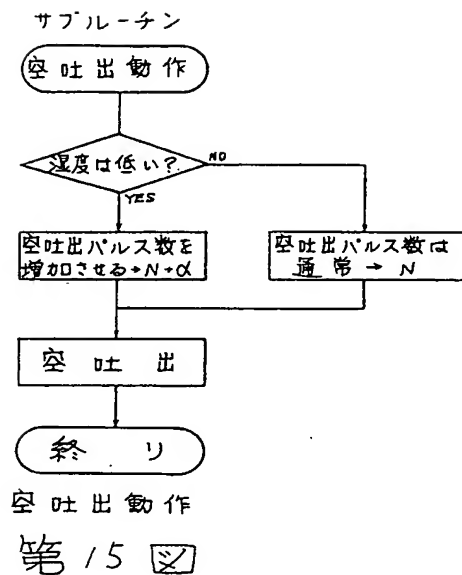 サブルーチン
空吐出動作
湿度は低い?
NO
YES
空吐出パルス数を
増加させる→N+α
空吐出パルス数は
通常 → N
空吐出
終り
空吐出動作
第15図